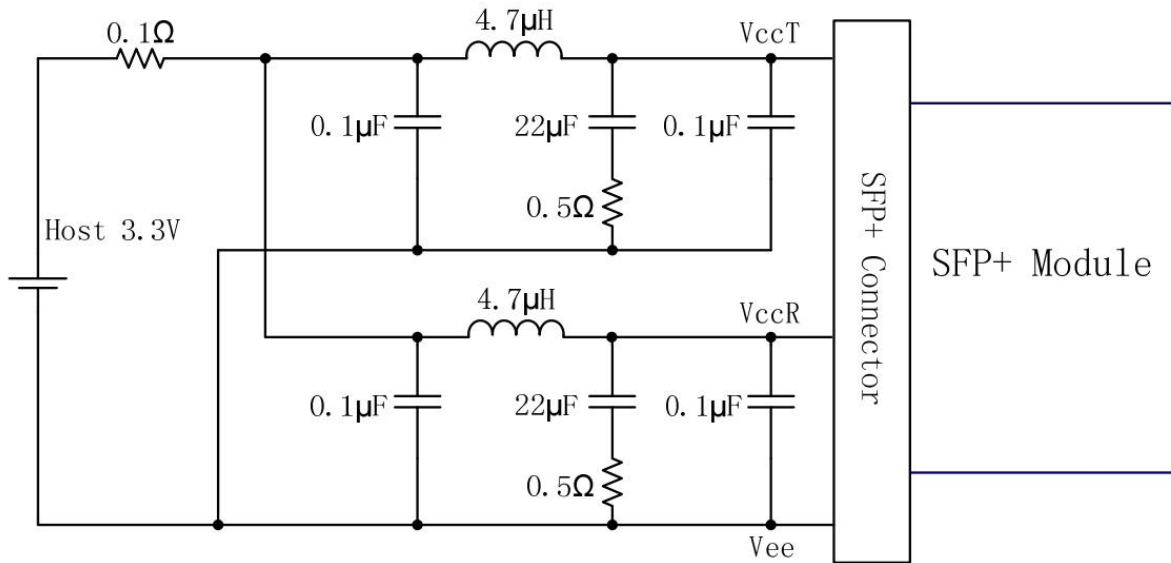 4.7μH
0.1Ω
VccT
0.1μF
22μF
0.1μF
0.5Ω
Host 3.3V
SFP+ Connector
SFP+ Module
4.7μH
VccR
0.1μF
22μF
0.1μF
0.5Ω
Vee